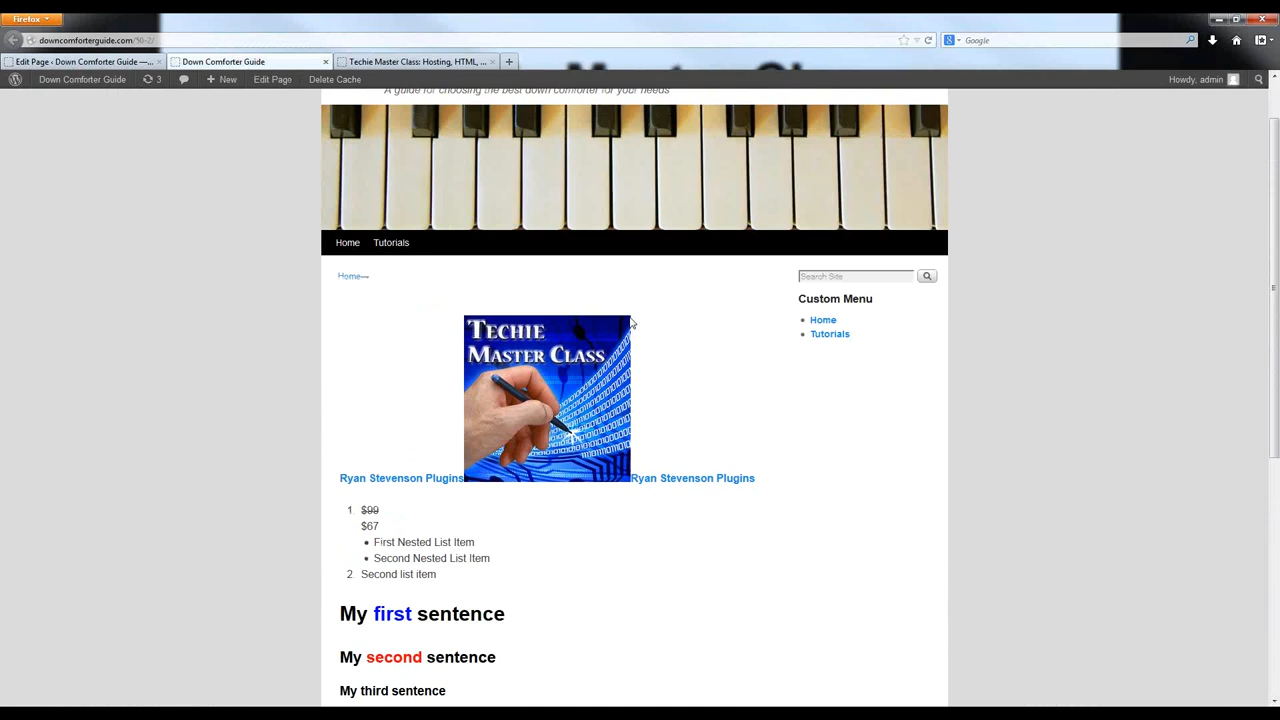 Firefox
downcomforterguide.com/50-2/
Google
Edit Page ‹ Down Comforter Guide —...
Down Comforter Guide
Techie Master Class: Hosting, HTML, ...
Down Comforter Guide
3
New
Edit Page
Delete Cache
Howdy, admin
A guide for choosing the best down comforter for your needs
Home Tutorials
Home→
Search Site
Custom Menu
Home
Tutorials
TECHIE
MASTER CLASS
Ryan Stevenson Plugins
Ryan Stevenson Plugins
1 $99
$67
• First Nested List Item
• Second Nested List Item
2 Second list item
My first sentence
My second sentence
My third sentence